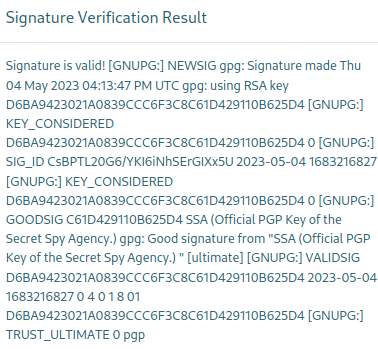 Signature Verification Result
Signature is valid! [GNUPG:] NEWSIG gpg: Signature made Thu
04 May 2023 04:13:47 PM UTC gpg: using RSA key
D6BA9423021A0839CCC6F3C8C61D429110B625D4 [GNUPG:]
KEY_CONSIDERED
D6BA9423021A0839CCC6F3C8C61D429110B625D4 0 [GNUPG:]
SIG_ID CsBPTL20G6/YKI6iNhSErGIXx5U 2023-05-04 1683216827
[GNUPG:] KEY_CONSIDERED
D6BA9423021A0839CCC6F3C8C61D429110B625D4 0 [GNUPG:]
GOODSIG C61D429110B625D4 SSA (Official PGP Key of the
Secret Spy Agency.) gpg: Good signature from "SSA (Official PGP
Key of the Secret Spy Agency.) " [ultimate] [GNUPG:] VALIDSIG
D6BA9423021A0839CCC6F3C8C61D429110B625D4 2023-05-04
1683216827 0 4 0 1 8 01
D6BA9423021A0839CCC6F3C8C61D429110B625D4 [GNUPG:]
TRUST_ULTIMATE 0 pgp